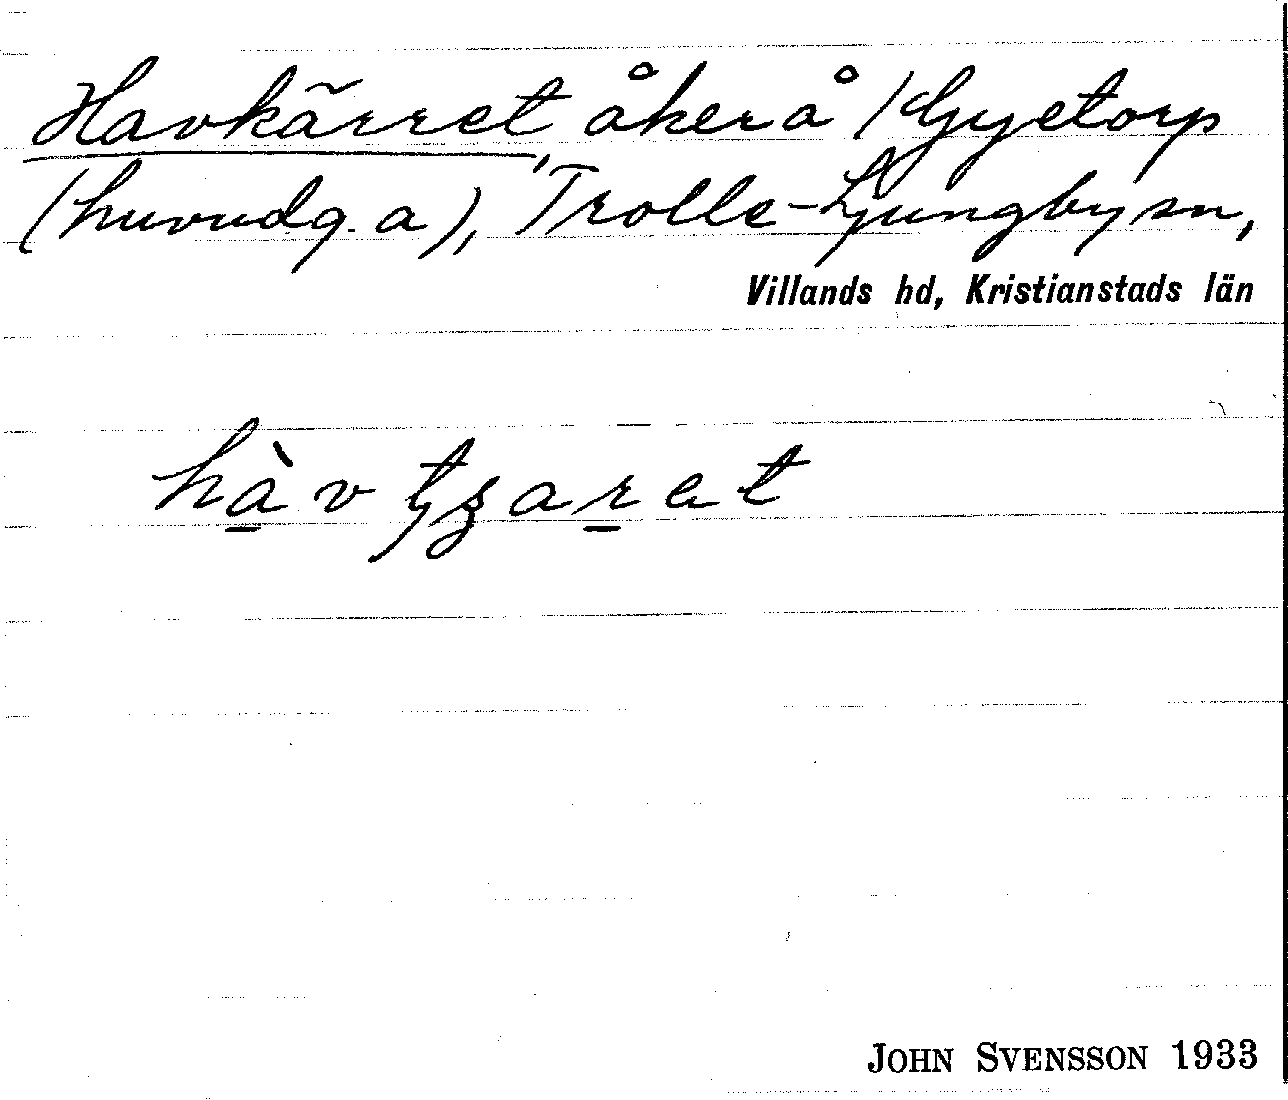 Havkärret, åker å /Gyetorp
(huvudg. a), Trolle-Ljungby sn,
Villands hd, Kristianstads län
hàvtʒaret
JOHN SVENSSON 1933